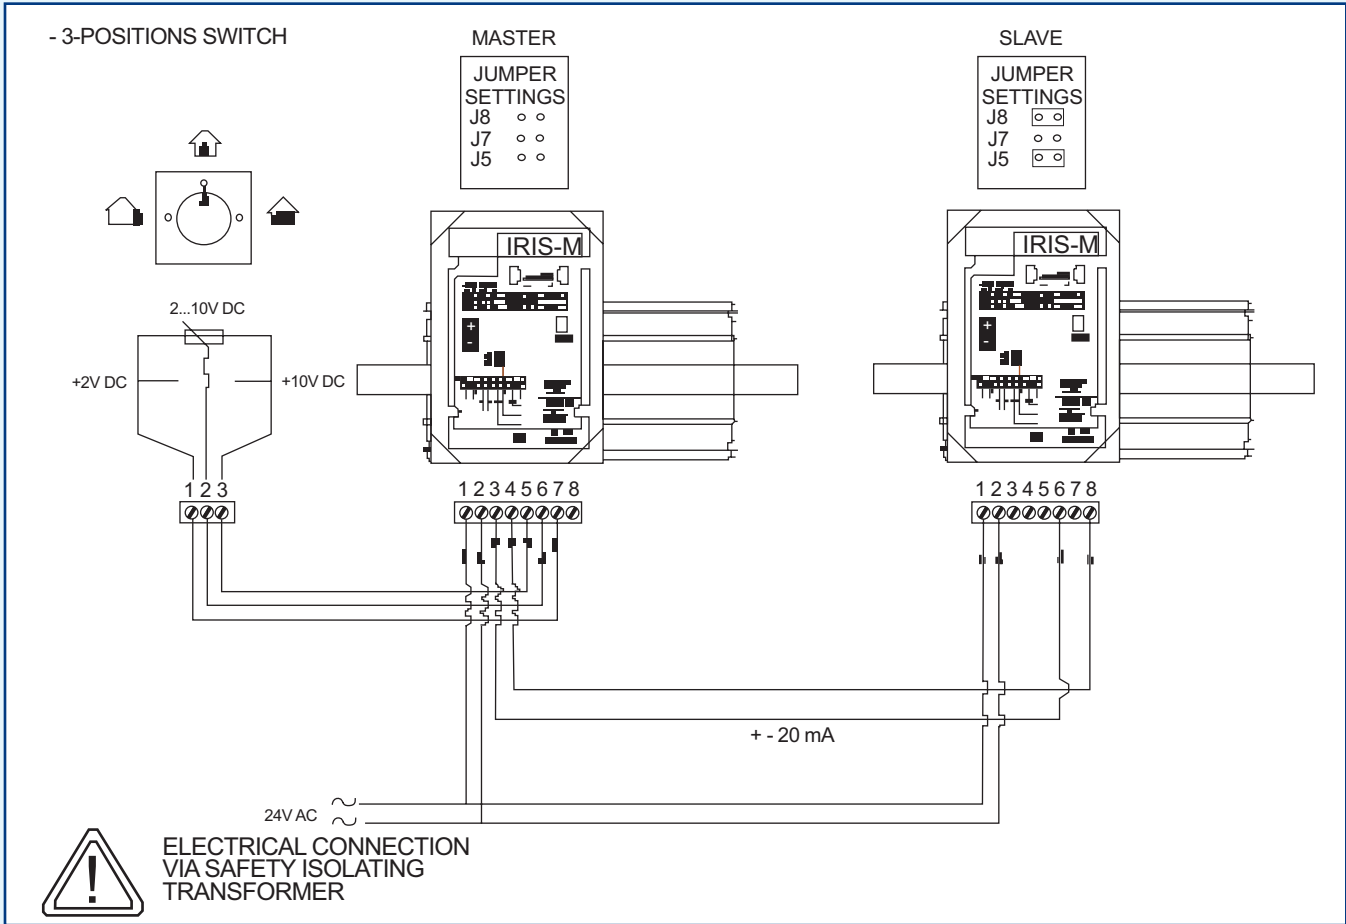 - 3-POSITIONS SWITCH
MASTER
SLAVE
JUMPER
SETTINGS
J8
J7
J5
JUMPER
SETTINGS
J8
J7
J5
IRIS-M
IRIS-M
+
-
+
-
2...10V DC
+2V DC
+10V DC
1 2 3
1 2 3 4 5 6 7 8
1 2 3 4 5 6 7 8
+ - 20 mA
24V AC
!
ELECTRICAL CONNECTION
VIA SAFETY ISOLATING
TRANSFORMER